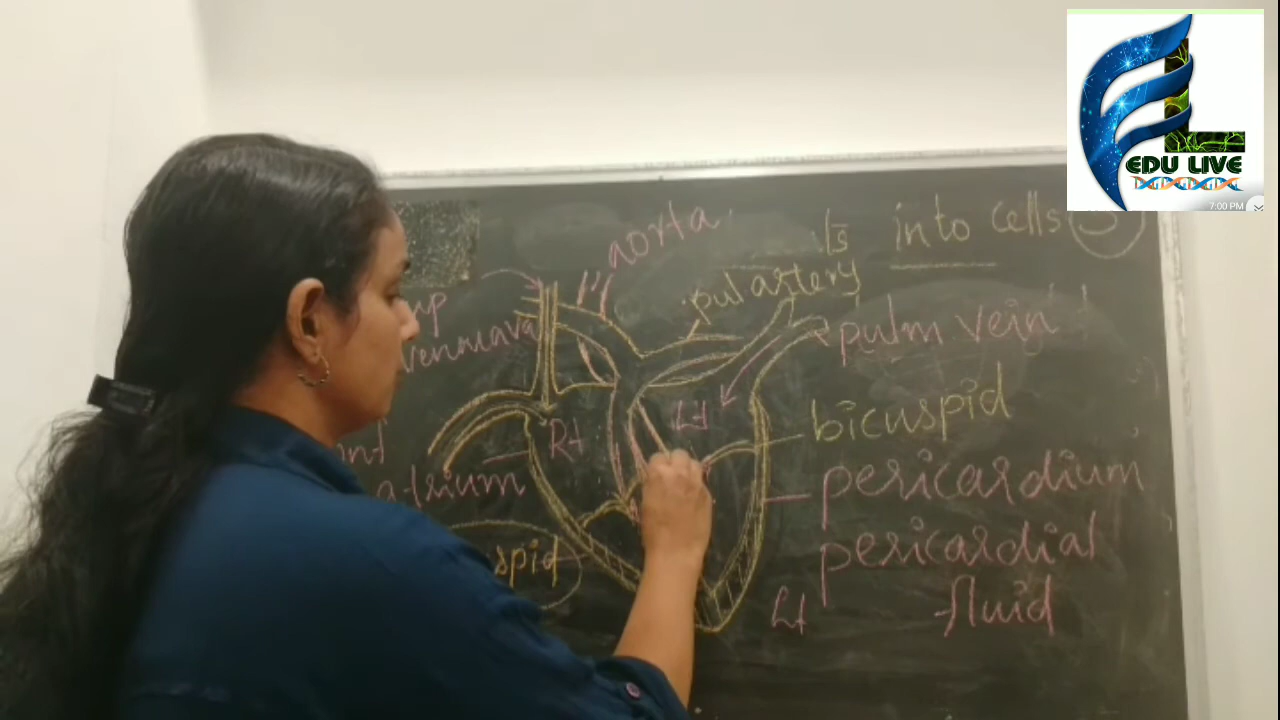 EDU LIVE
7:00 PM
aorta
into cells
pul artery
venacava
pulm vein
Rt
Lt
bicuspid
atrium
pericardium
pericardial
fluid
Lt